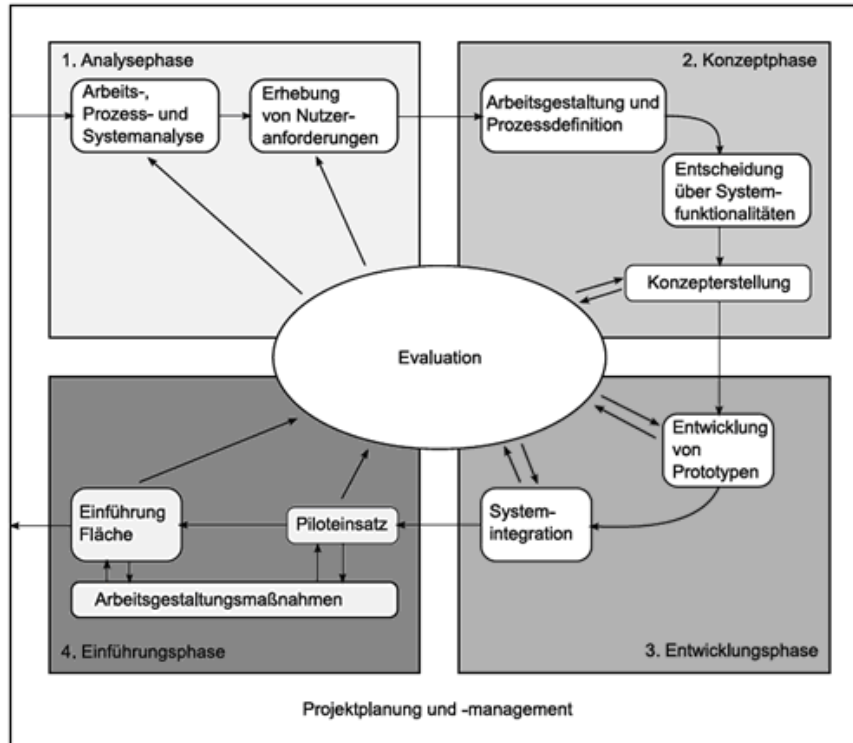 1. Analysephase
Arbeits-,
Prozess- und
Systemanalyse
Erhebung
von Nutzer-
anforderungen
2. Konzeptphase
Arbeitsgestaltung und
Prozessdefinition
Entscheidung
über System-
funktionalitäten
Konzepterstellung
Evaluation
Entwicklung
von
Prototypen
System-
integration
3. Entwicklungsphase
Piloteinsatz
Einführung
Fläche
Arbeitsgestaltungsmaßnahmen
4. Einführungsphase
Projektplanung und -management